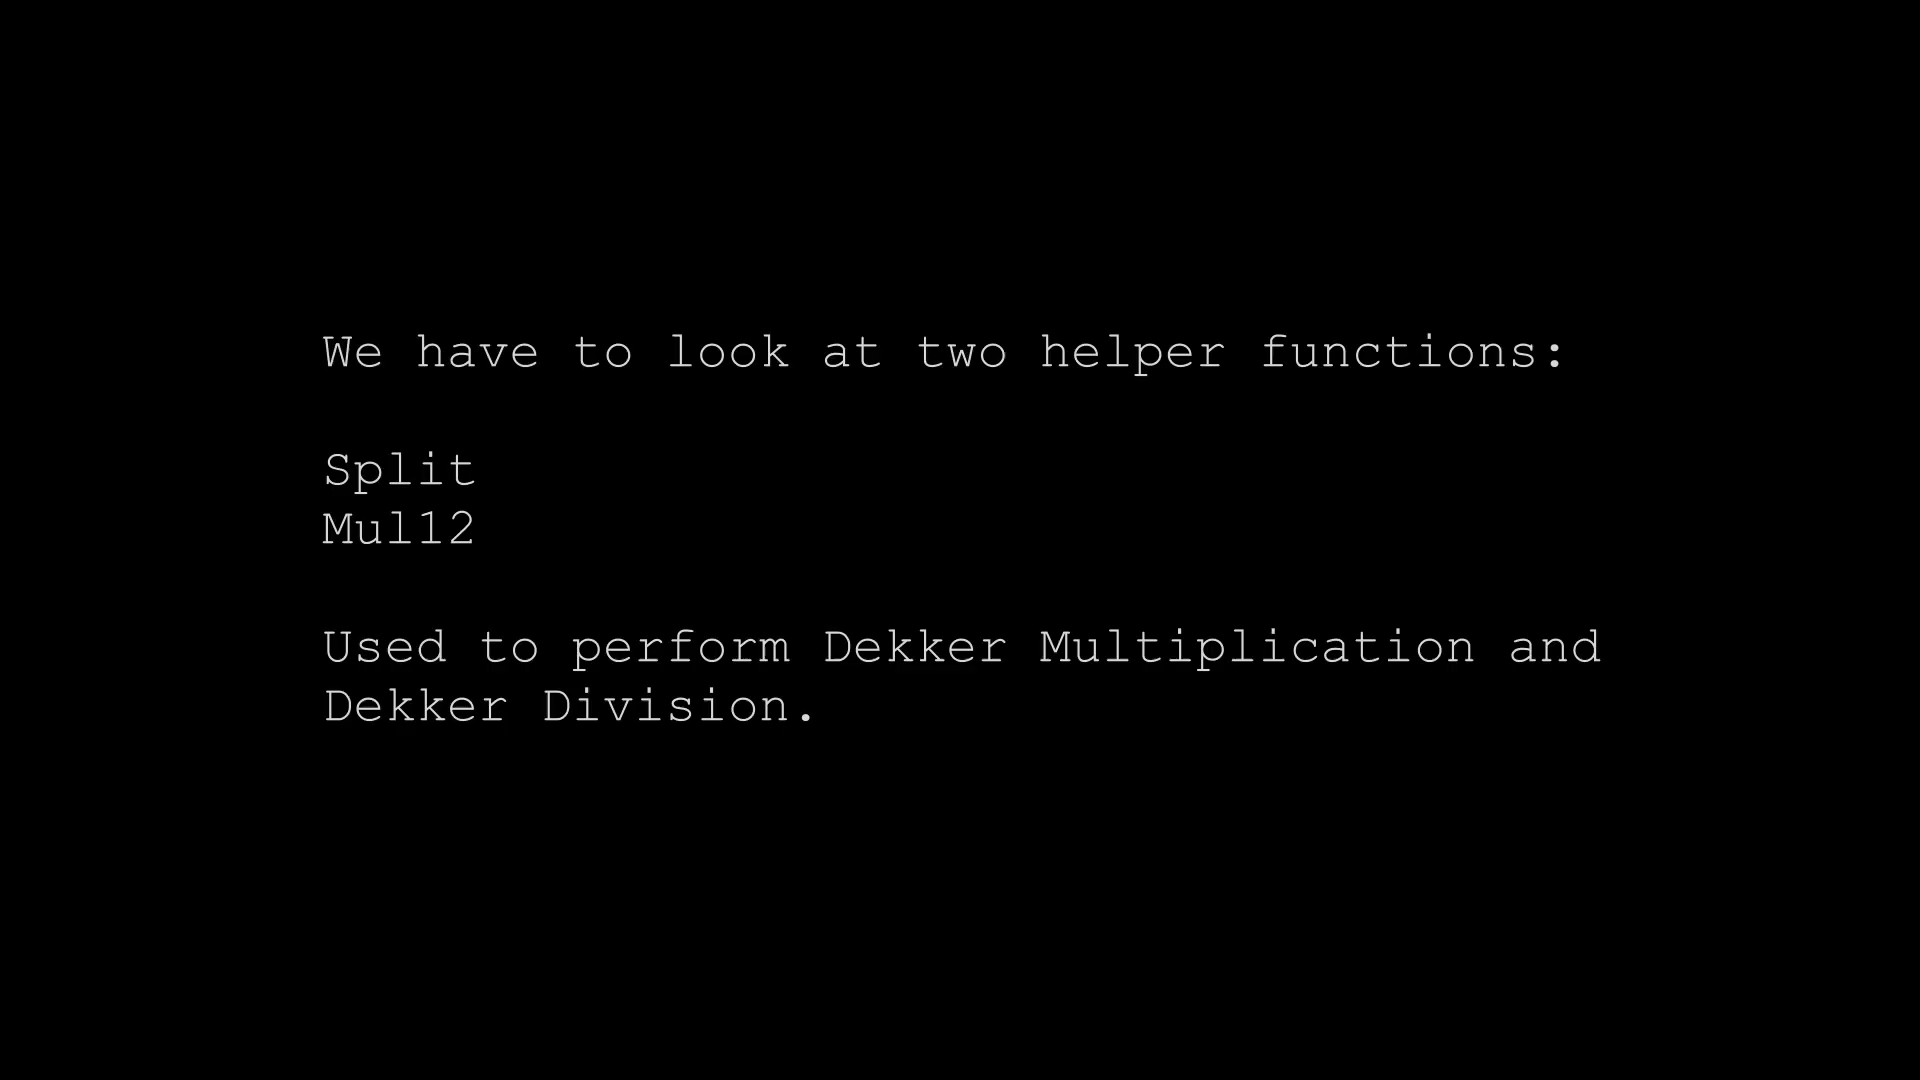 We have to look at two helper functions:
Split
Mul12
Used to perform Dekker Multiplication and
Dekker Division.